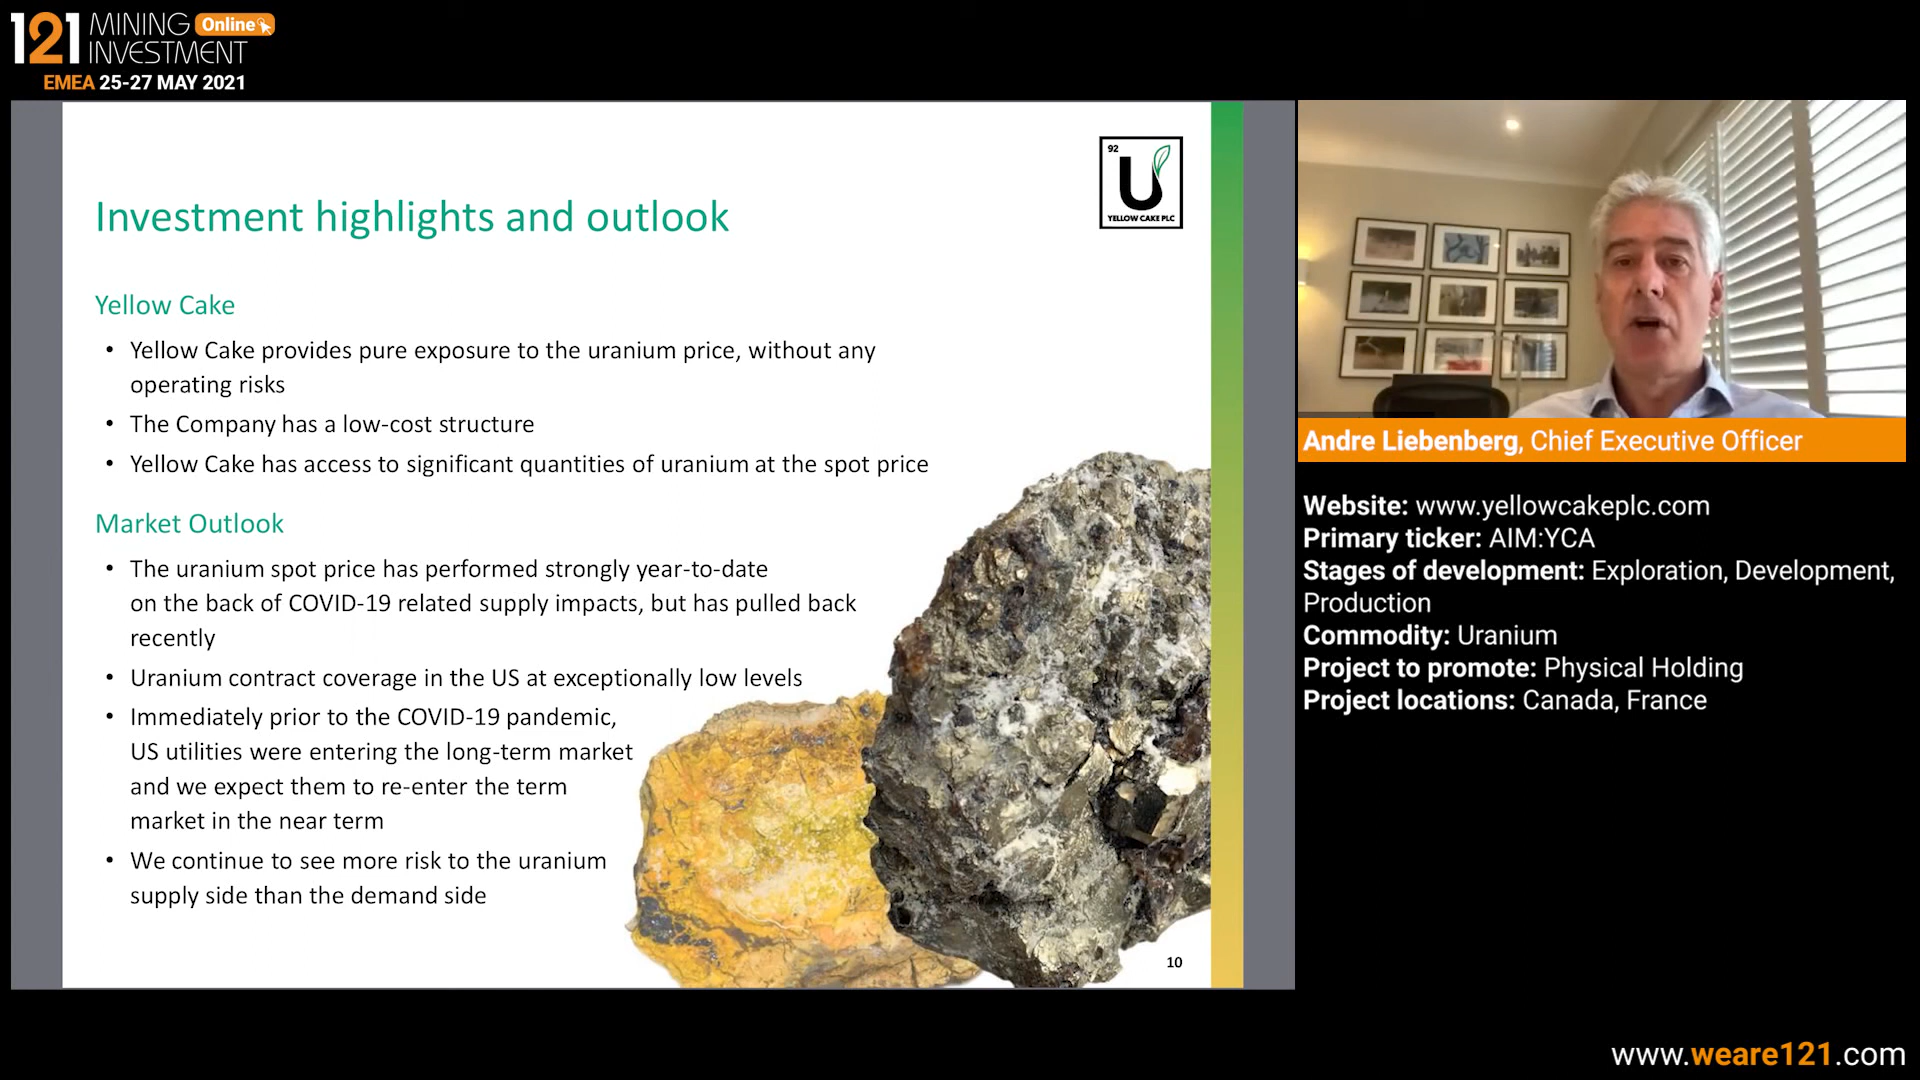 121 MINING Online
INVESTMENT
EMEA 25-27 MAY 2021
92
U
YELLOW CAKE PLC
Investment highlights and outlook
Yellow Cake
• Yellow Cake provides pure exposure to the uranium price, without any
operating risks
• The Company has a low-cost structure
• Yellow Cake has access to significant quantities of uranium at the spot price
Market Outlook
• The uranium spot price has performed strongly year-to-date
on the back of COVID-19 related supply impacts, but has pulled back
recently
• Uranium contract coverage in the US at exceptionally low levels
• Immediately prior to the COVID-19 pandemic,
US utilities were entering the long-term market
and we expect them to re-enter the term
market in the near term
• We continue to see more risk to the uranium
supply side than the demand side
10
Andre Liebenberg, Chief Executive Officer
Website: www.yellowcakeplc.com
Primary ticker: AIM:YCA
Stages of development: Exploration, Development,
Production
Commodity: Uranium
Project to promote: Physical Holding
Project locations: Canada, France
www.weare121.com